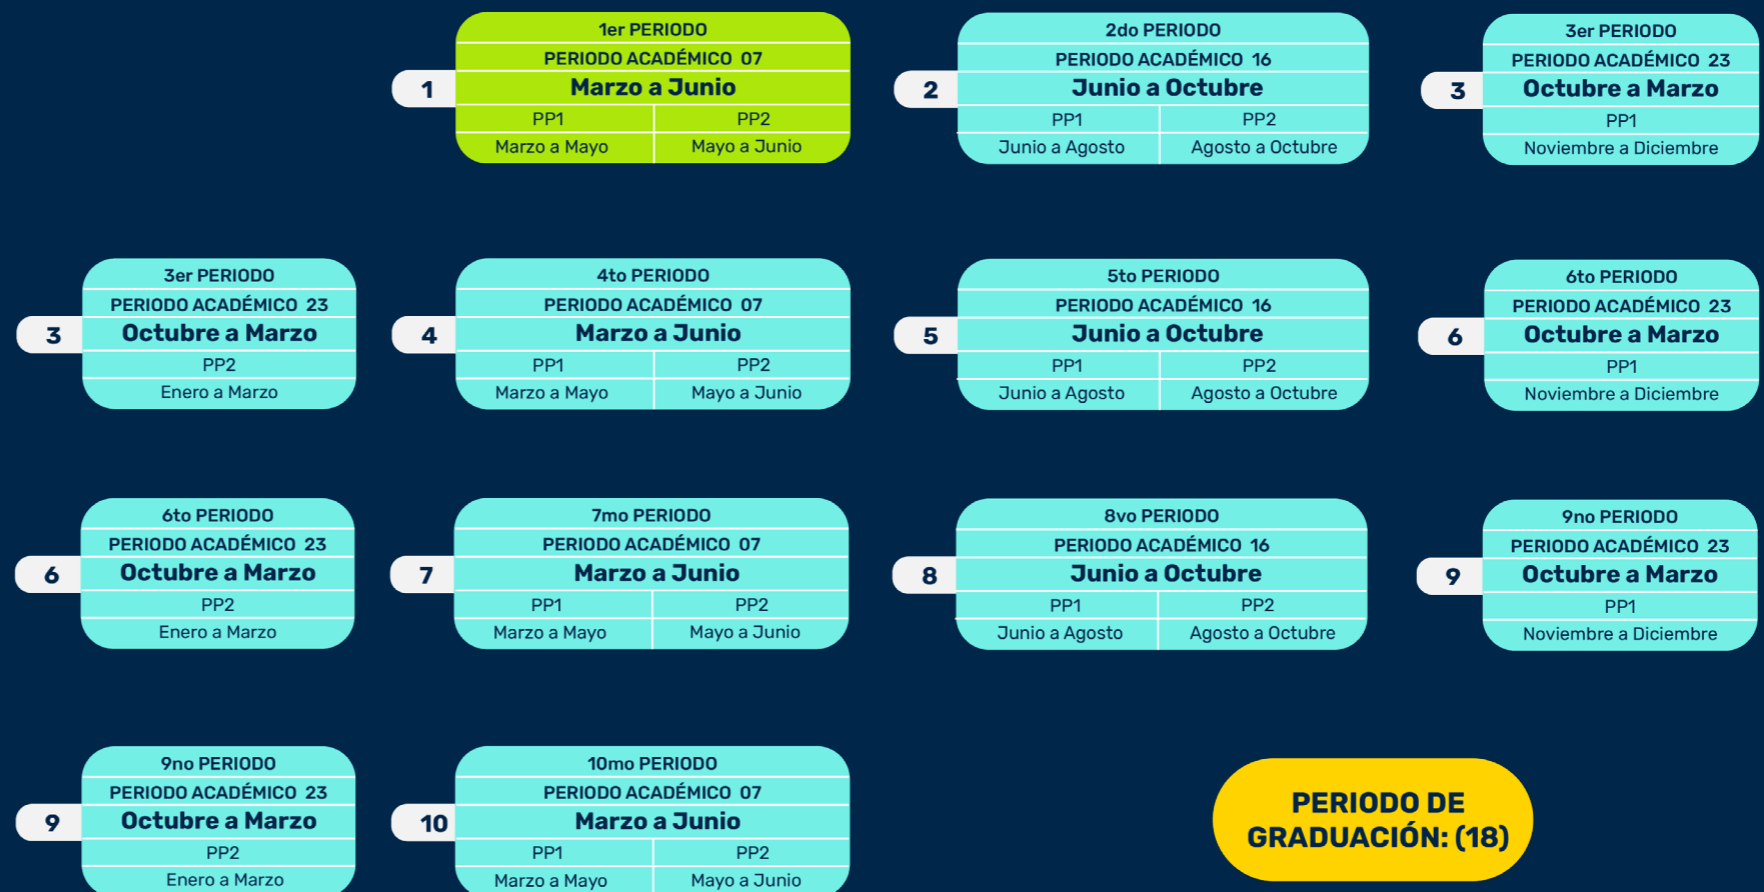 1er PERIODO
PERIODO ACADÉMICO 07
1
Marzo a Junio
PP1 PP2
Marzo a Mayo Mayo a Junio
2do PERIODO
PERIODO ACADÉMICO 16
2
Junio a Octubre
PP1 PP2
Junio a Agosto Agosto a Octubre
3er PERIODO
PERIODO ACADÉMICO 23
3
Octubre a Marzo
PP1
Noviembre a Diciembre
3er PERIODO
PERIODO ACADÉMICO 23
3
Octubre a Marzo
PP2
Enero a Marzo
4to PERIODO
PERIODO ACADÉMICO 07
4
Marzo a Junio
PP1 PP2
Marzo a Mayo Mayo a Junio
5to PERIODO
PERIODO ACADÉMICO 16
5
Junio a Octubre
PP1 PP2
Junio a Agosto Agosto a Octubre
6to PERIODO
PERIODO ACADÉMICO 23
6
Octubre a Marzo
PP1
Noviembre a Diciembre
6to PERIODO
PERIODO ACADÉMICO 23
6
Octubre a Marzo
PP2
Enero a Marzo
7mo PERIODO
PERIODO ACADÉMICO 07
7
Marzo a Junio
PP1 PP2
Marzo a Mayo Mayo a Junio
8vo PERIODO
PERIODO ACADÉMICO 16
8
Junio a Octubre
PP1 PP2
Junio a Agosto Agosto a Octubre
9no PERIODO
PERIODO ACADÉMICO 23
9
Octubre a Marzo
PP1
Noviembre a Diciembre
9no PERIODO
PERIODO ACADÉMICO 23
9
Octubre a Marzo
PP2
Enero a Marzo
10mo PERIODO
PERIODO ACADÉMICO 07
10
Marzo a Junio
PP1 PP2
Marzo a Mayo Mayo a Junio
PERIODO DE
GRADUACIÓN: (18)